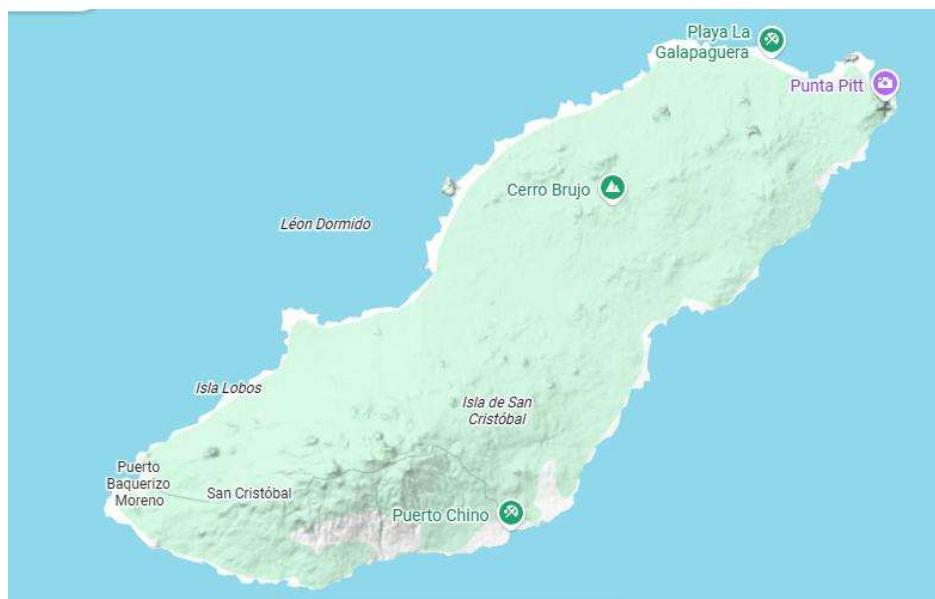 Playa La
Galapaguera
Punta Pitt
Cerro Brujo
Léon Dormido
Isla Lobos
Isla de San
Cristóbal
Puerto
Baquerizo
Moreno
San Cristóbal
Puerto Chino